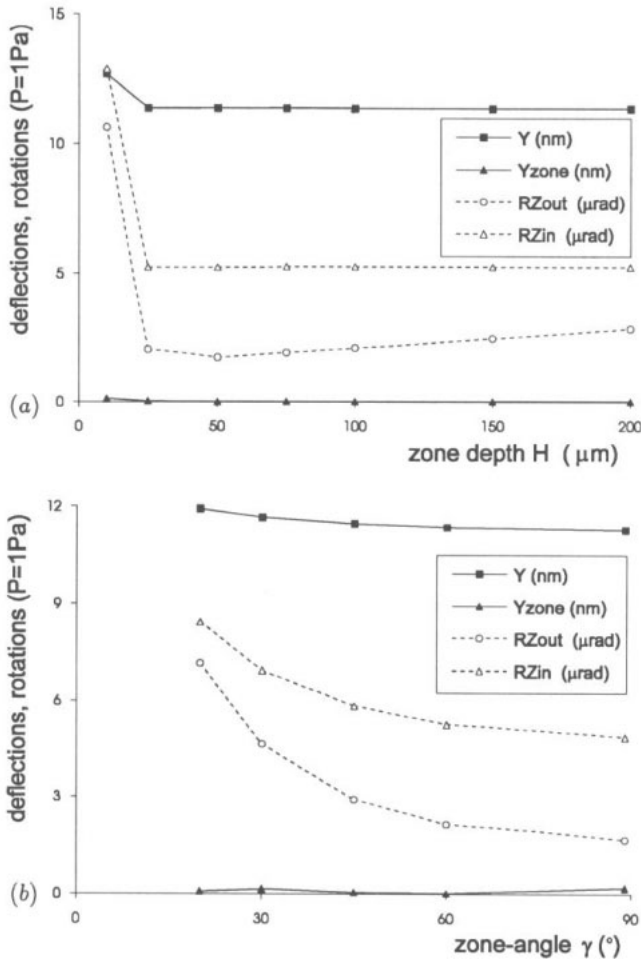 deflections, rotations (P=1Pa)
15
10
5
0
Y (nm)
Yzone (nm)
RZout (μrad)
RZin (μrad)
(a)
0
50
100
150
200
zone depth H ( μm)
deflections, rotations (P=1Pa)
12
9
6
3
0
Y (nm)
Yzone (nm)
RZout (μrad)
RZin (μrad)
(b)
0
30
60
90
zone-angle γ (°)